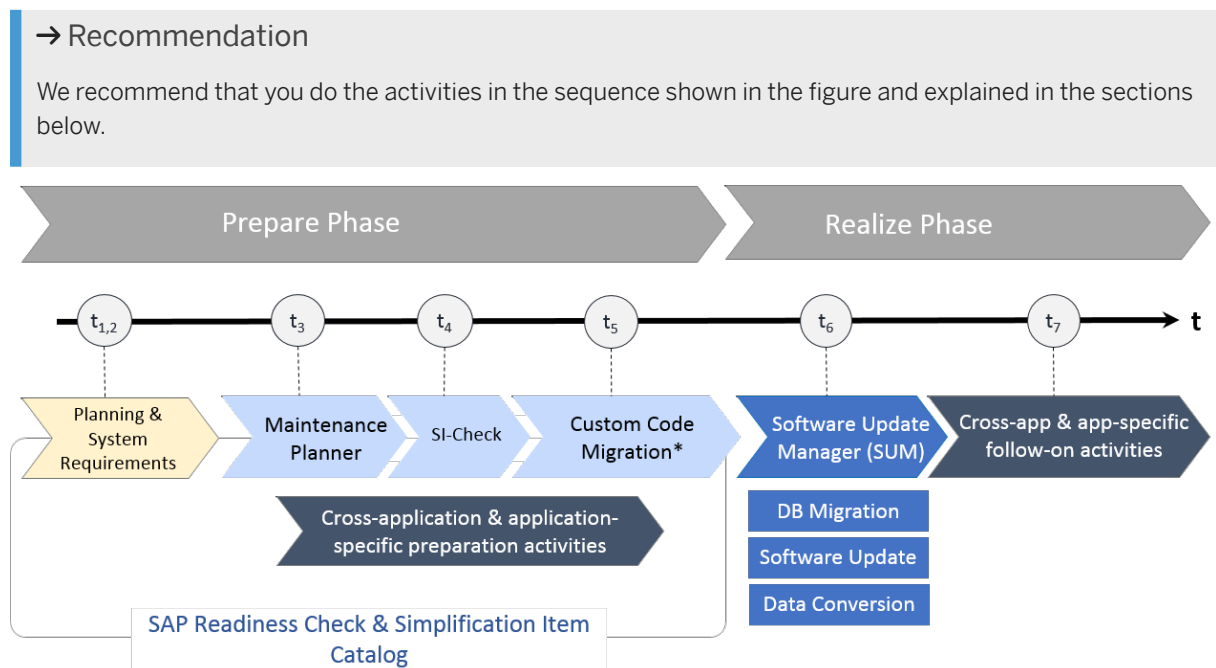 → Recommendation
We recommend that you do the activities in the sequence shown in the figure and explained in the sections
below.
Prepare Phase
Realize Phase
t1,2
t3
t4
t5
t6
t7
t
Planning &
System
Requirements
Maintenance
Planner
SI-Check
Custom Code
Migration*
Software Update
Manager (SUM)
Cross-app & app-specific
follow-on activities
Cross-application & application-
specific preparation activities
DB Migration
Software Update
Data Conversion
SAP Readiness Check & Simplification Item
Catalog